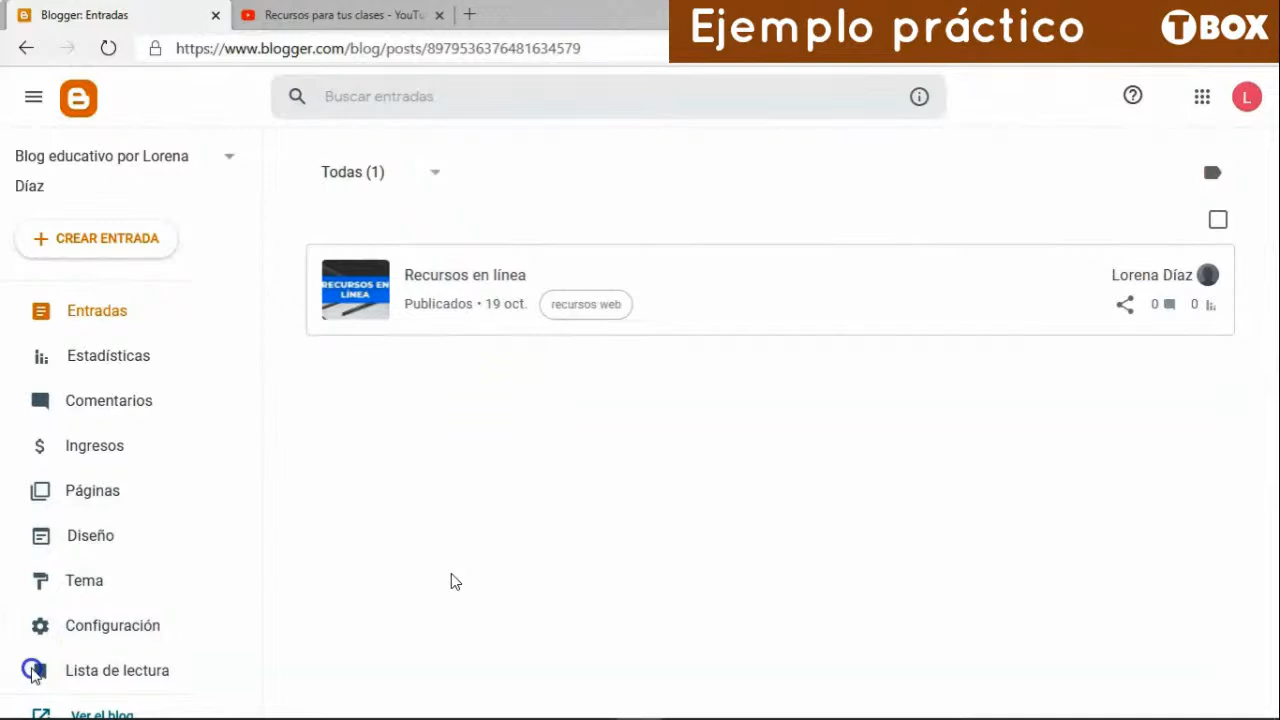 Blogger: Entradas
Recursos para tus clases - YouTu
Ejemplo práctico
TBOX
https://www.blogger.com/blog/posts/8979536376481634579
Buscar entradas
L
Blog educativo por Lorena
Díaz
Todas (1)
CREAR ENTRADA
RECURSOS EN
LÍNEA
Recursos en línea
Lorena Díaz
Publicados • 19 oct.
recursos web
0
0
Entradas
Estadísticas
Comentarios
Ingresos
Páginas
Diseño
Tema
Configuración
Lista de lectura
Ver el blog